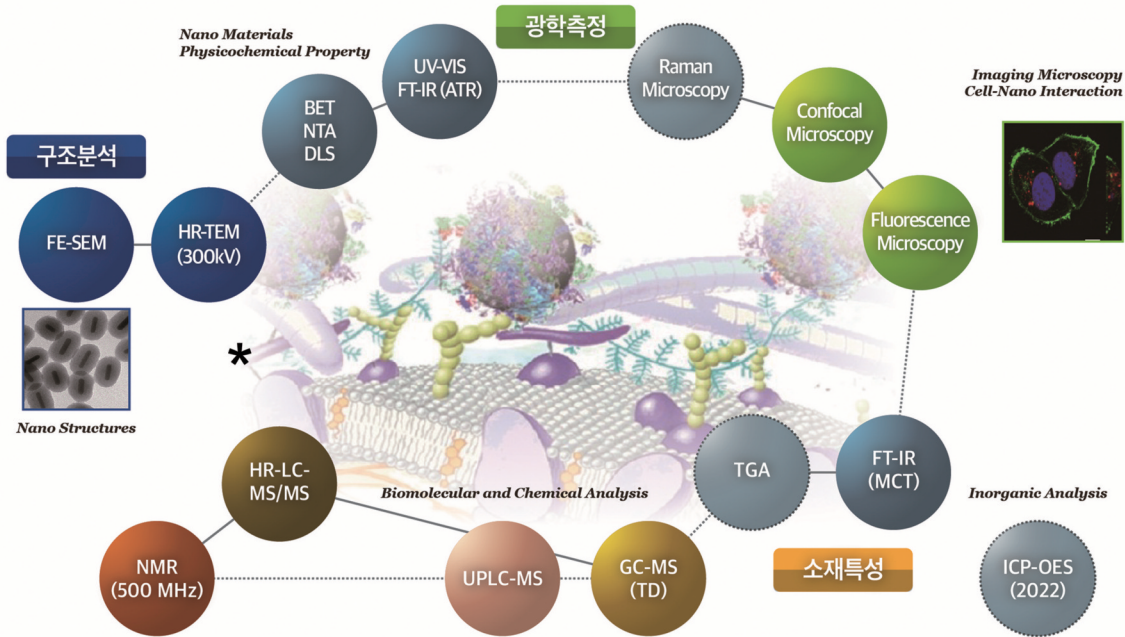 광학측정
Nano Materials
Physicochemical Property
UV-VIS
FT-IR (ATR)
Raman
Microscopy
Imaging Microscopy
Cell-Nano Interaction
BET
NTA
DLS
Confocal
Microscopy
구조분석
FE-SEM
HR-TEM
(300kV)
Fluorescence
Microscopy
*
Nano Structures
HR-LC-
MS/MS
Biomolecular and Chemical Analysis
TGA
FT-IR
(MCT)
Inorganic Analysis
NMR
(500 MHz)
UPLC-MS
GC-MS
(TD)
소재특성
ICP-OES
(2022)